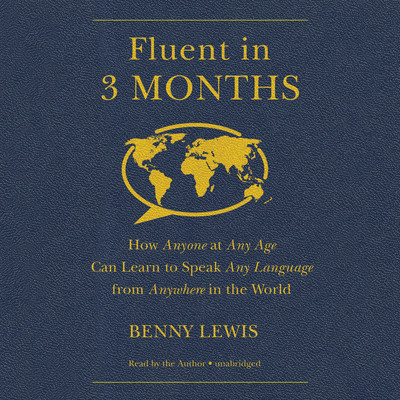 Fluent in
3 MONTHS
How Anyone at Any Age
Can Learn to Speak Any Language
from Anywhere in the World
BENNY LEWIS
Read by the Author • unabridged